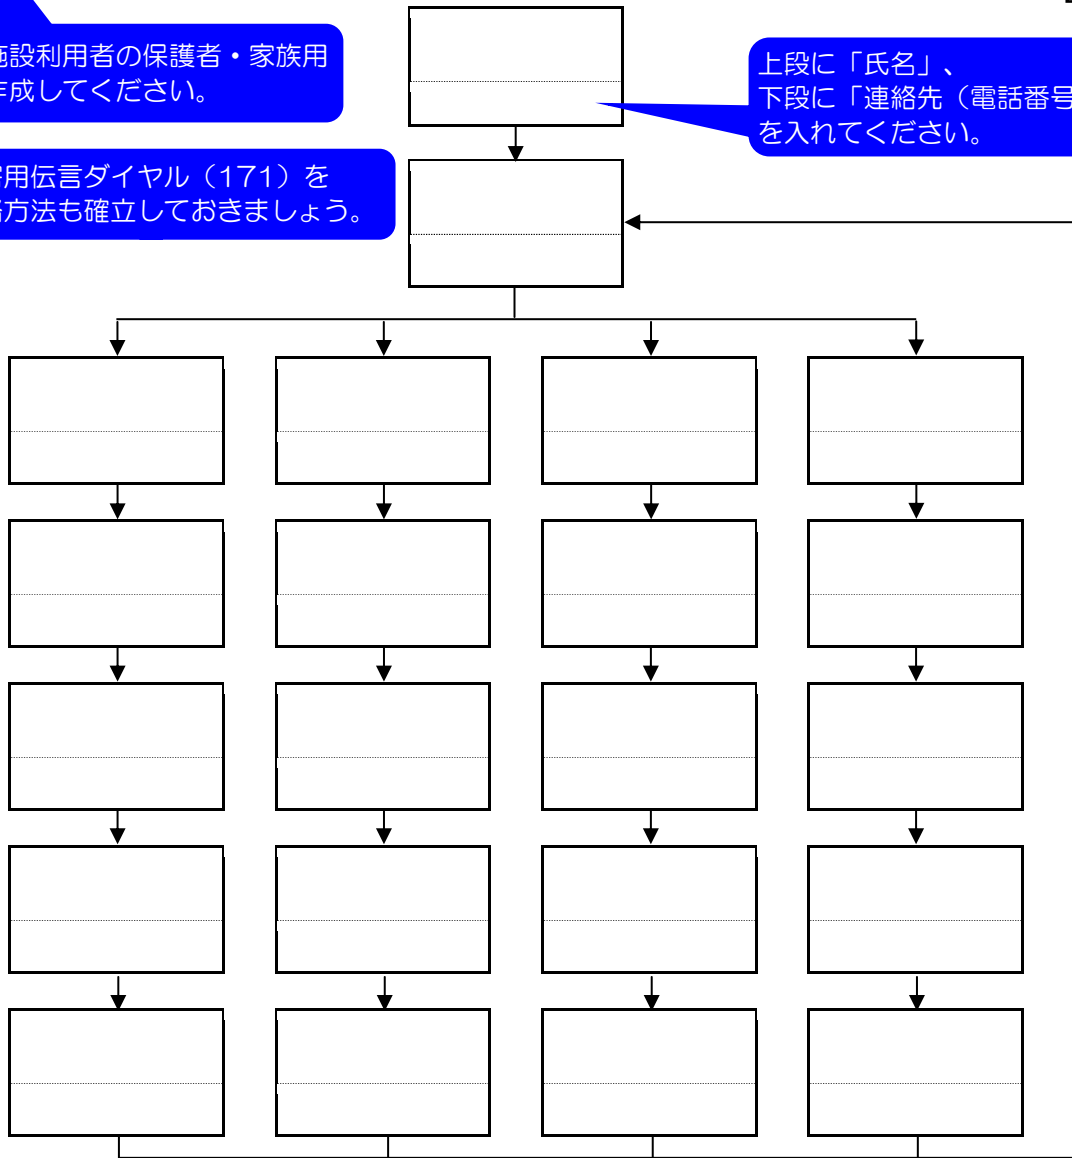 施設利用者の保護者・家族用
作成してください。
上段に「氏名」、
下段に「連絡先（電話番号
を入れてください。
用伝言ダイヤル（171）を
方法も確立しておきましょう。